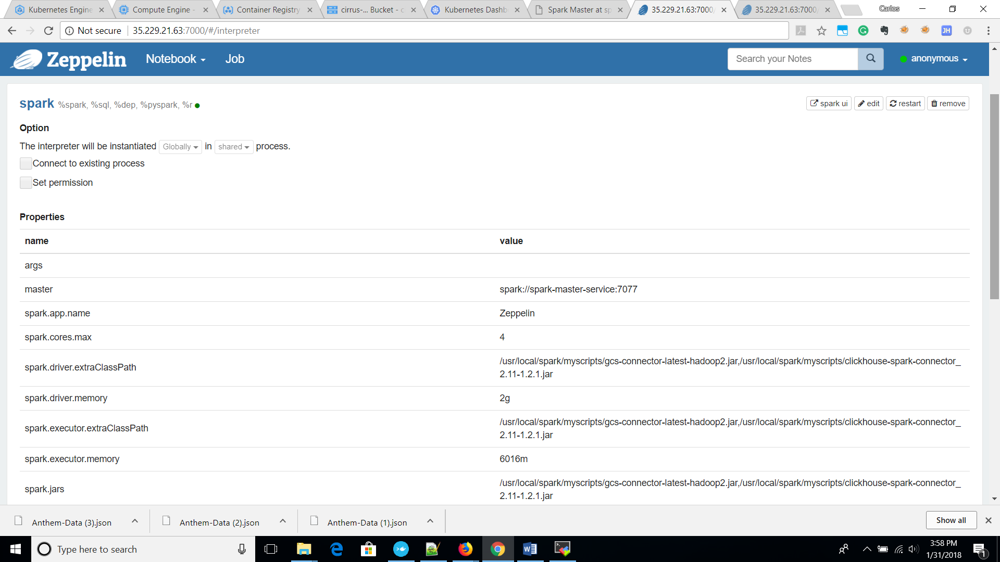 Kubernetes Engine
Compute Engine -
Container Registry
cirrus-... Bucket - c
Kubernetes Dashb
Spark Master at sp
35.229.21.63:7000/
35.229.21.63:7000/
Carlos
Not secure 35.229.21.63:7000/#/interpreter
JH
Zeppelin Notebook Job Search your Notes anonymous
spark %spark, %sql, %dep, %pyspark, %r spark ui edit restart remove
Option
The interpreter will be instantiated Globally in shared process.
Connect to existing process
Set permission
Properties
name value
args
master spark://spark-master-service:7077
spark.app.name Zeppelin
spark.cores.max 4
spark.driver.extraClassPath /usr/local/spark/myscripts/gcs-connector-latest-hadoop2.jar,/usr/local/spark/myscripts/clickhouse-spark-connector_
2.11-1.2.1.jar
spark.driver.memory 2g
spark.executor.extraClassPath /usr/local/spark/myscripts/gcs-connector-latest-hadoop2.jar,/usr/local/spark/myscripts/clickhouse-spark-connector_
2.11-1.2.1.jar
spark.executor.memory 6016m
spark.jars /usr/local/spark/myscripts/gcs-connector-latest-hadoop2.jar,/usr/local/spark/myscripts/clickhouse-spark-connector_
2.11-1.2.1.jar
Anthem-Data (3).json Anthem-Data (2).json Anthem-Data (1).json Show all
Type here to search
3:58 PM
1/31/2018
1